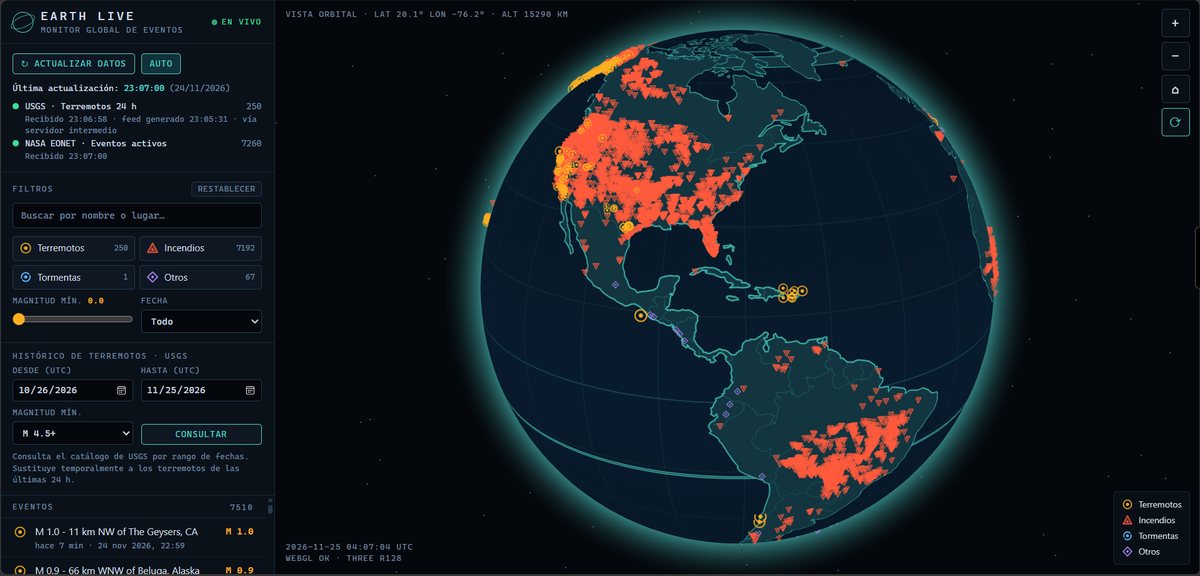 EARTH LIVE
MONITOR GLOBAL DE EVENTOS
EN VIVO
↻ ACTUALIZAR DATOS
AUTO
Última actualización: 23:07:00 (24/11/2026)
USGS · Terremotos 24 h 250
Recibido 23:06:58 · feed generado 23:05:31 · vía
servidor intermedio
NASA EONET · Eventos activos 7260
Recibido 23:07:00
FILTROS
RESTABLECER
Buscar por nombre o lugar…
Terremotos 250
Incendios 7192
Tormentas 1
Otros 67
MAGNITUD MÍN. 0.0
FECHA
Todo
HISTÓRICO DE TERREMOTOS · USGS
DESDE (UTC)
HASTA (UTC)
10/26/2026
11/25/2026
MAGNITUD MÍN.
M 4.5+
CONSULTAR
Consulta el catálogo de USGS por rango de fechas.
Sustituye temporalmente a los terremotos de las
últimas 24 h.
EVENTOS 7510
M 1.0 - 11 km NW of The Geysers, CA M 1.0
hace 7 min · 24 nov 2026, 22:59
M 0.9 - 66 km WNW of Beluga, Alaska M 0.9
VISTA ORBITAL · LAT 20.1° LON -76.2° · ALT 15290 KM
+
−
2026-11-25 04:07:04 UTC
WEBGL OK · THREE R128
Terremotos
Incendios
Tormentas
Otros